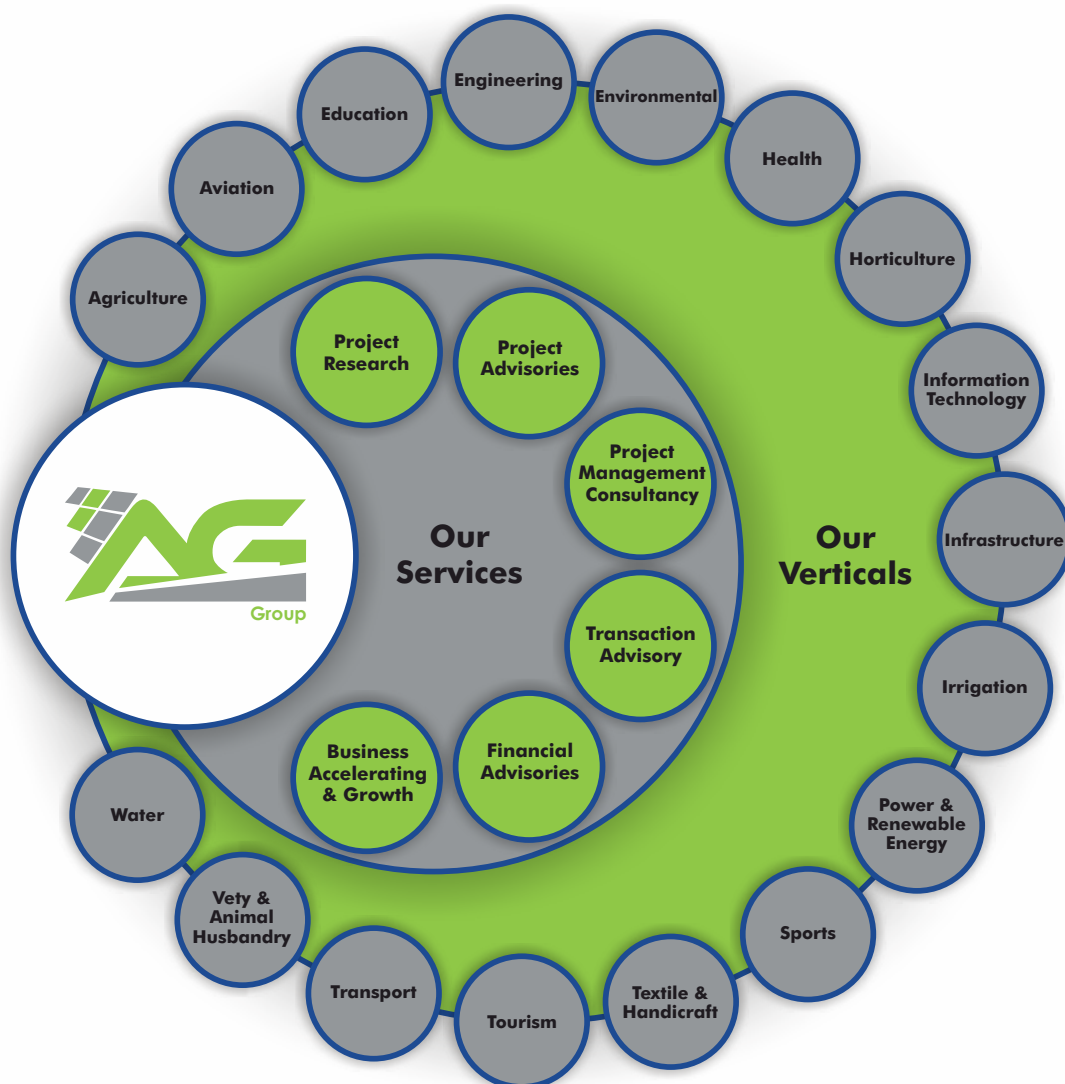 Engineering
Environmental
Education
Health
Aviation
Horticulture
Agriculture
Project
Research
Project
Advisories
Information
Technology
Project
Management
Consultancy
AG
Group
Our
Services
Our
Verticals
Infrastructure
Transaction
Advisory
Irrigation
Business
Accelerating
& Growth
Financial
Advisories
Water
Power &
Renewable
Energy
Vety &
Animal
Husbandry
Sports
Transport
Tourism
Textile &
Handicraft